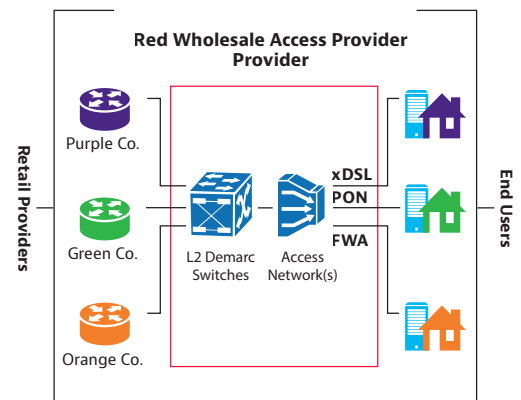 Red Wholesale Access Provider
Provider
Retail Providers
Purple Co.
Green Co.
Orange Co.
L2 Demarc
Switches
Access
Network(s)
xDSL
PON
FWA
End Users